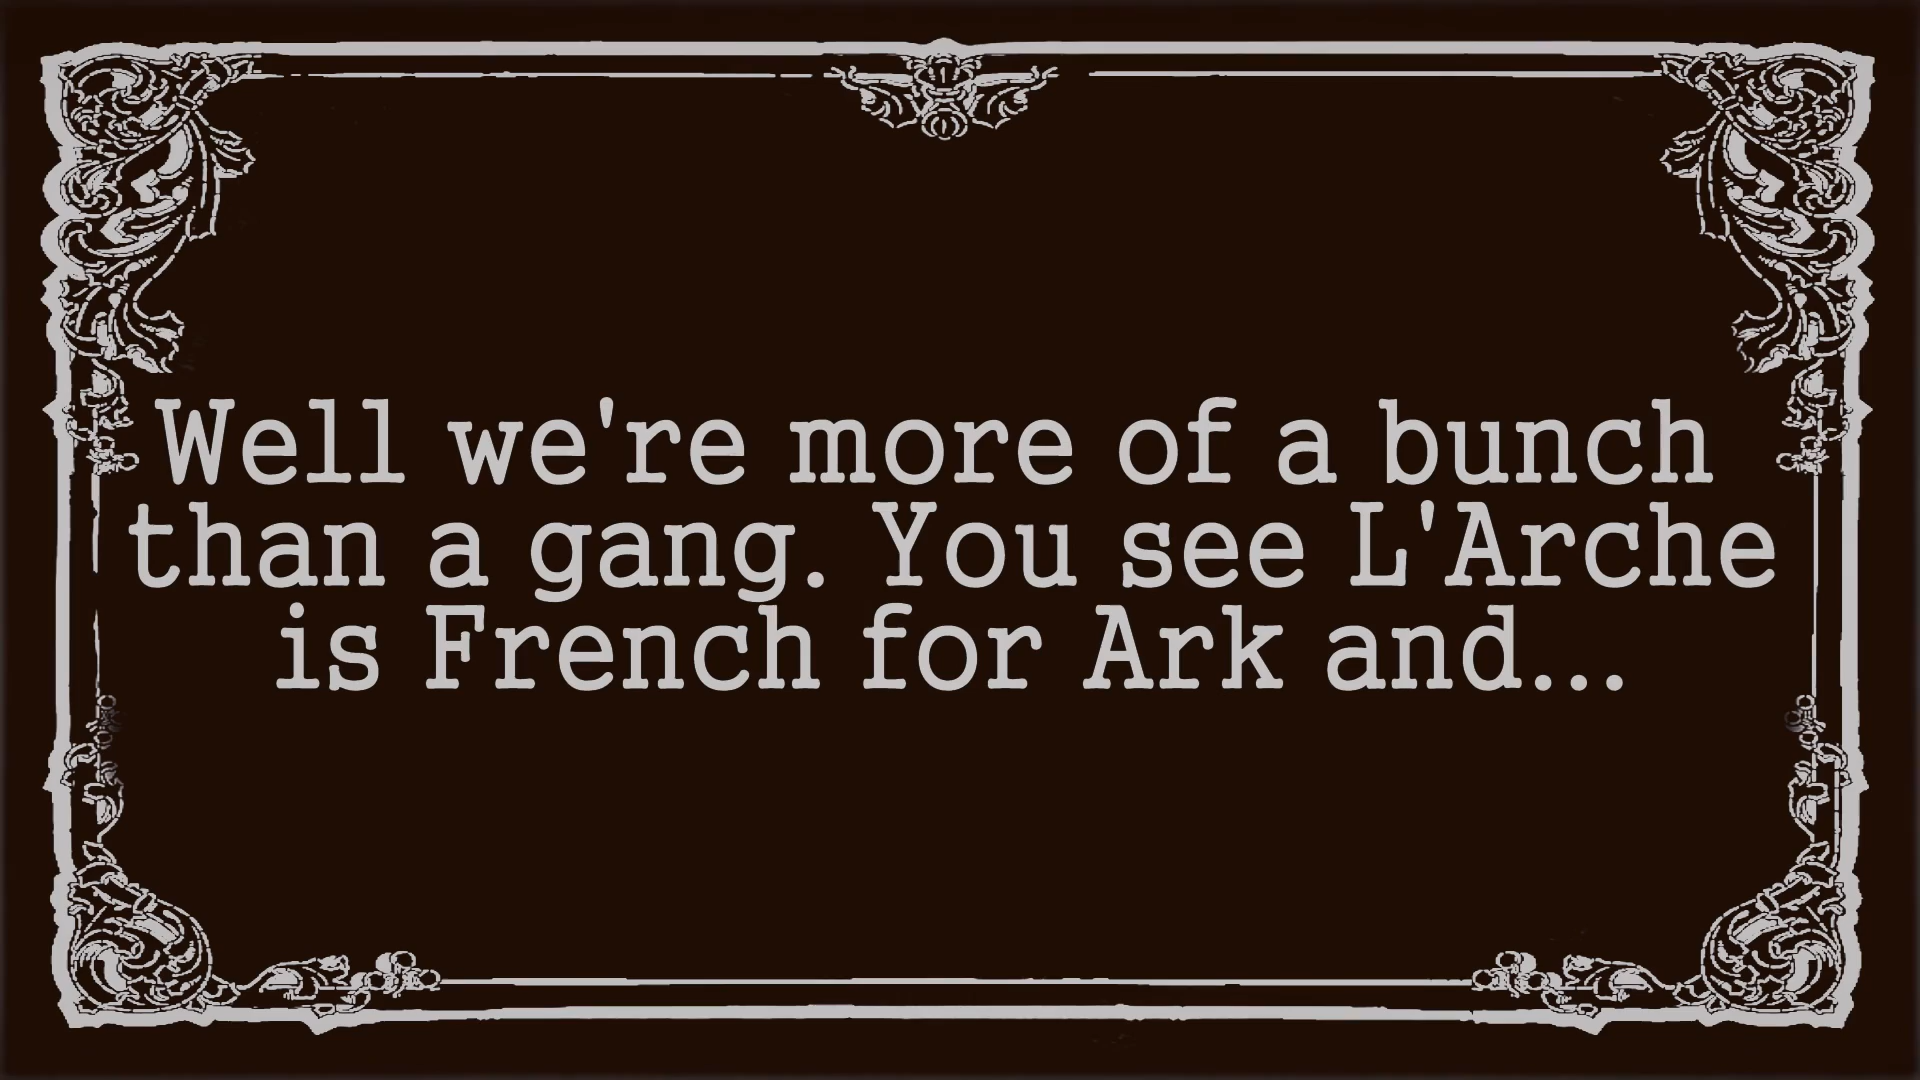 Well we're more of a bunch
than a gang. You see L'Arche
is French for Ark and...